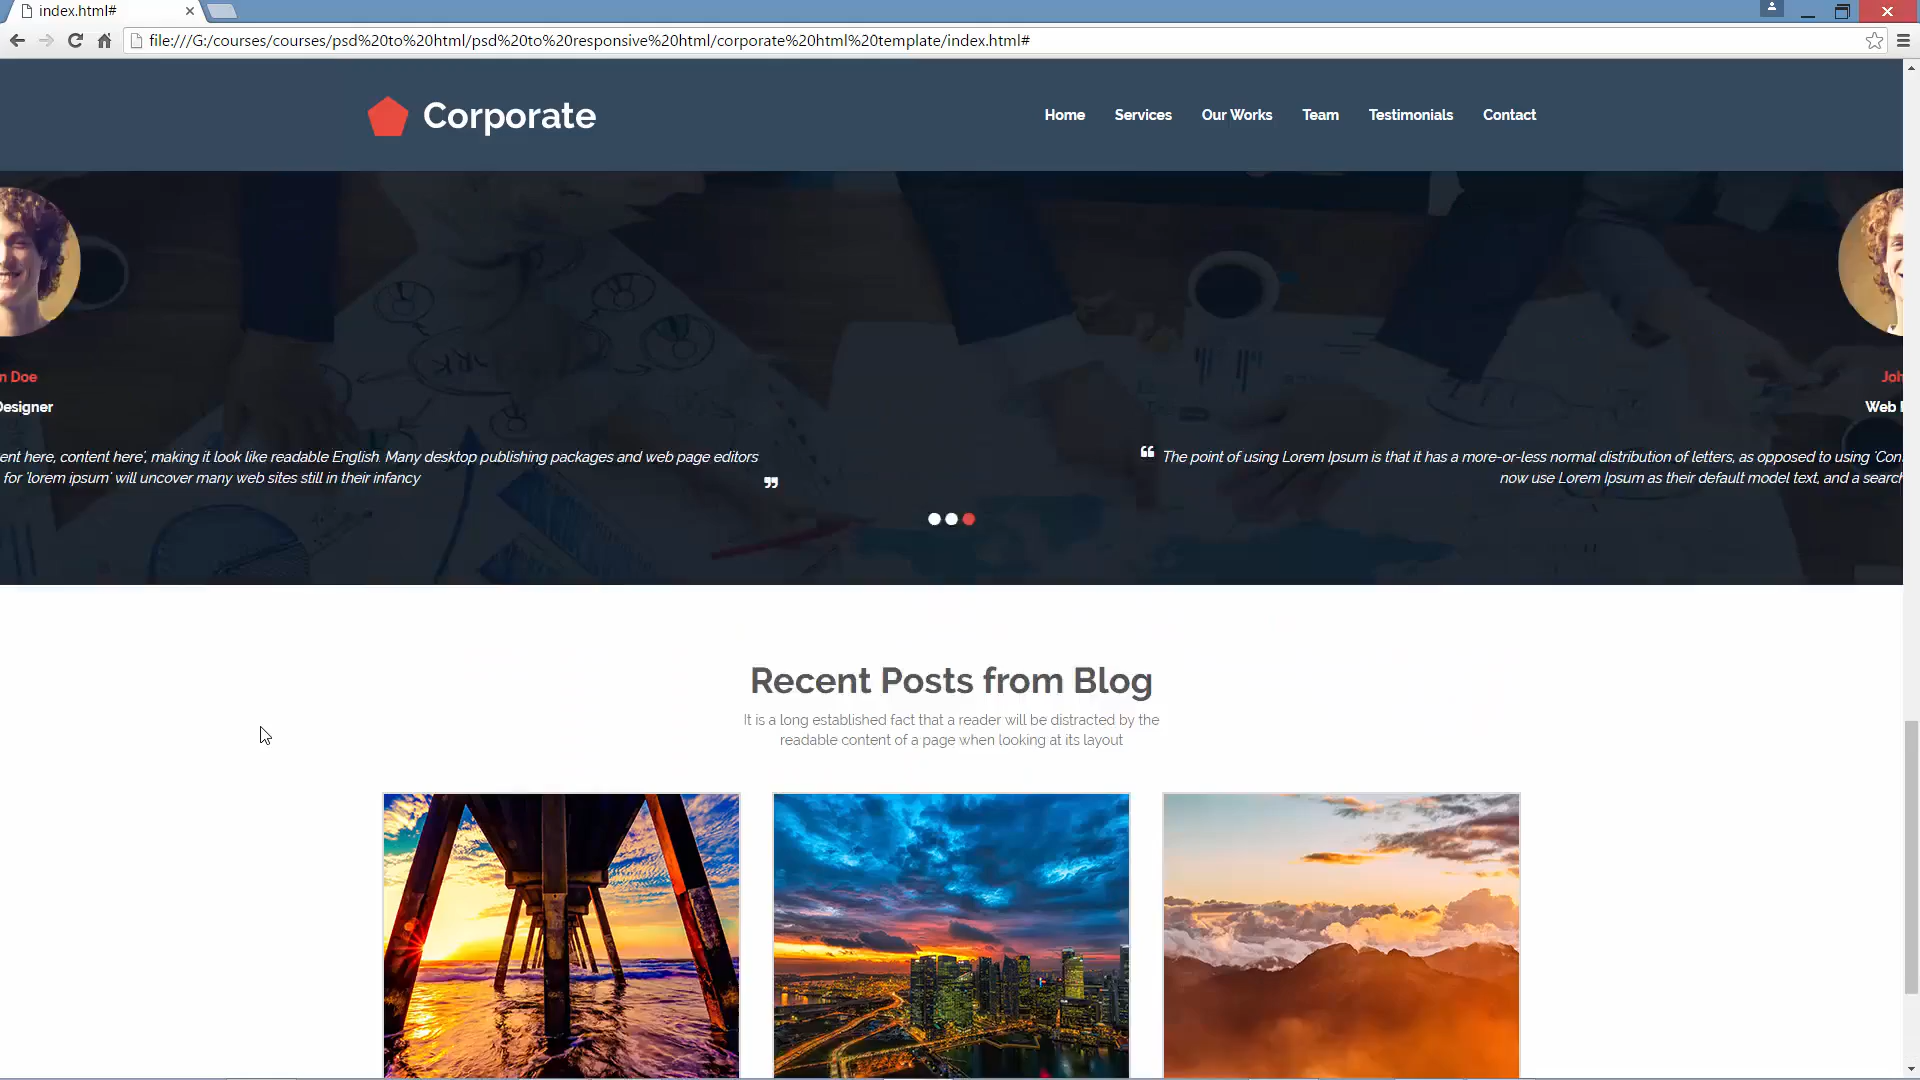 index.html#
file:///G:/courses/courses/psd%20to%20html/psd%20to%20responsive%20html/corporate%20html%20template/index.html#
Corporate
Home Services Our Works Team Testimonials Contact
n Doe
Designer
ent here, content here', making it look like readable English. Many desktop publishing packages and web page editors
for 'lorem ipsum' will uncover many web sites still in their infancy
Joh
Web
The point of using Lorem Ipsum is that it has a more-or-less normal distribution of letters, as opposed to using 'Con
now use Lorem Ipsum as their default model text, and a search
Recent Posts from Blog
It is a long established fact that a reader will be distracted by the
readable content of a page when looking at its layout